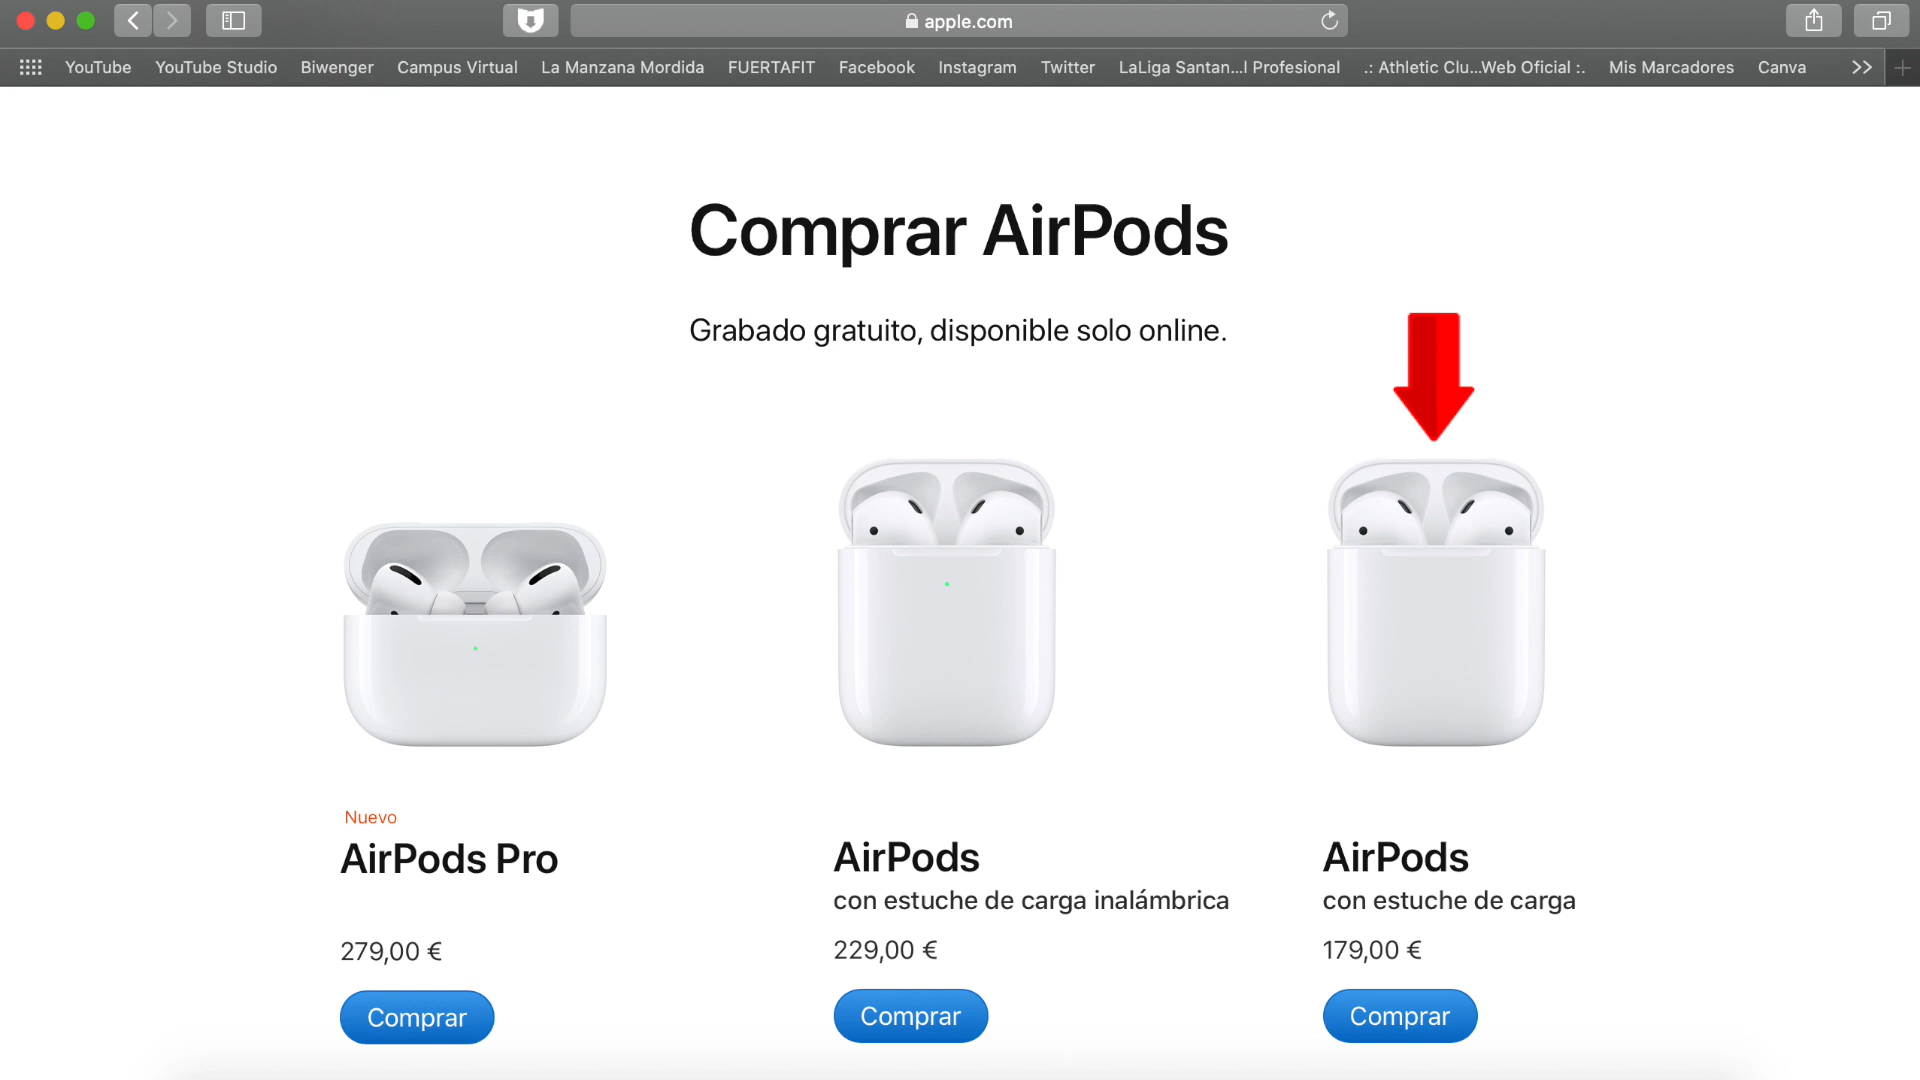 apple.com
YouTube YouTube Studio Biwenger Campus Virtual La Manzana Mordida FUERTAFIT Facebook Instagram Twitter LaLiga Santan...l Profesional .: Athletic Clu...Web Oficial :. Mis Marcadores Canva
Comprar AirPods
Grabado gratuito, disponible solo online.
Nuevo
AirPods Pro
279,00 €
Comprar
AirPods
con estuche de carga inalámbrica
229,00 €
Comprar
AirPods
con estuche de carga
179,00 €
Comprar